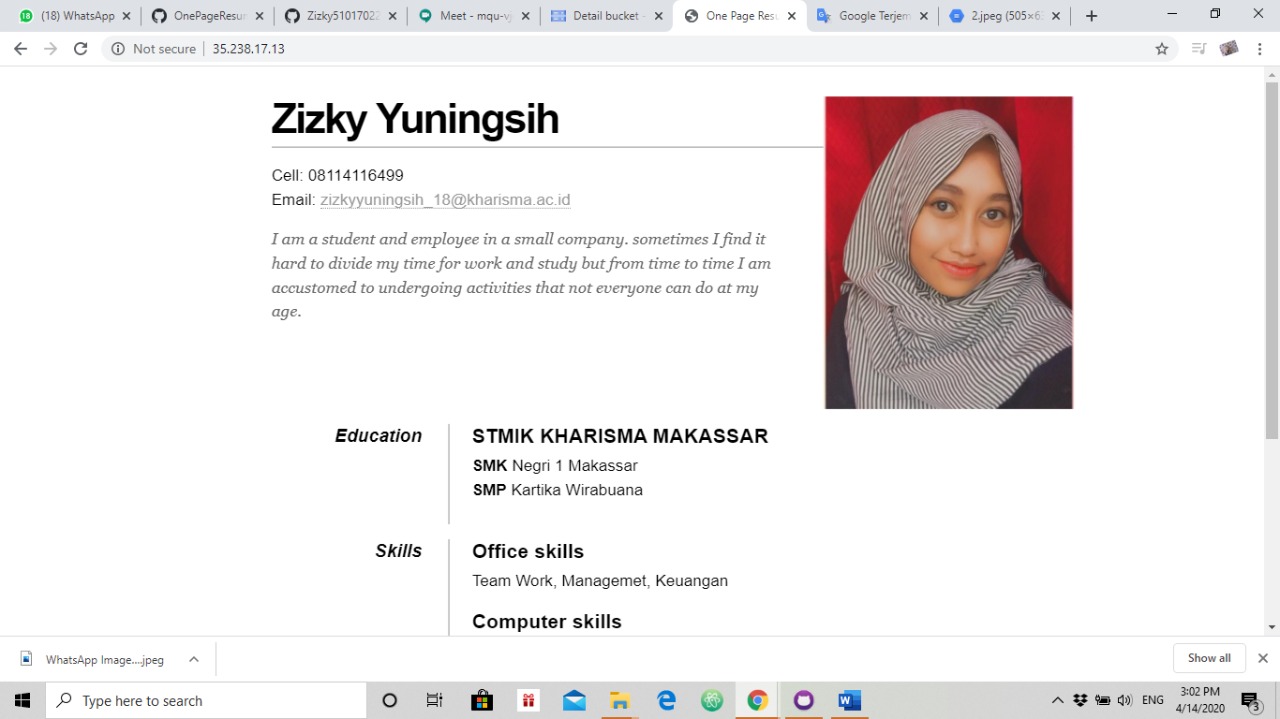 (18) WhatsApp
OnePageResu
Zizky51017022
Meet - mqu-vj
Detail bucket -
One Page Resu
Google Terjem
2.jpeg (505×63
Not secure
35.238.17.13
Zizky Yuningsih
Cell: 08114116499
Email: zizkyyuningsih_18@kharisma.ac.id
I am a student and employee in a small company. sometimes I find it
hard to divide my time for work and study but from time to time I am
accustomed to undergoing activities that not everyone can do at my
age.
Education
STMIK KHARISMA MAKASSAR
SMK Negri 1 Makassar
SMP Kartika Wirabuana
Skills
Office skills
Team Work, Managemet, Keuangan
Computer skills
WhatsApp Image....jpeg
Show all
Type here to search
ENG
3:02 PM
4/14/2020
3